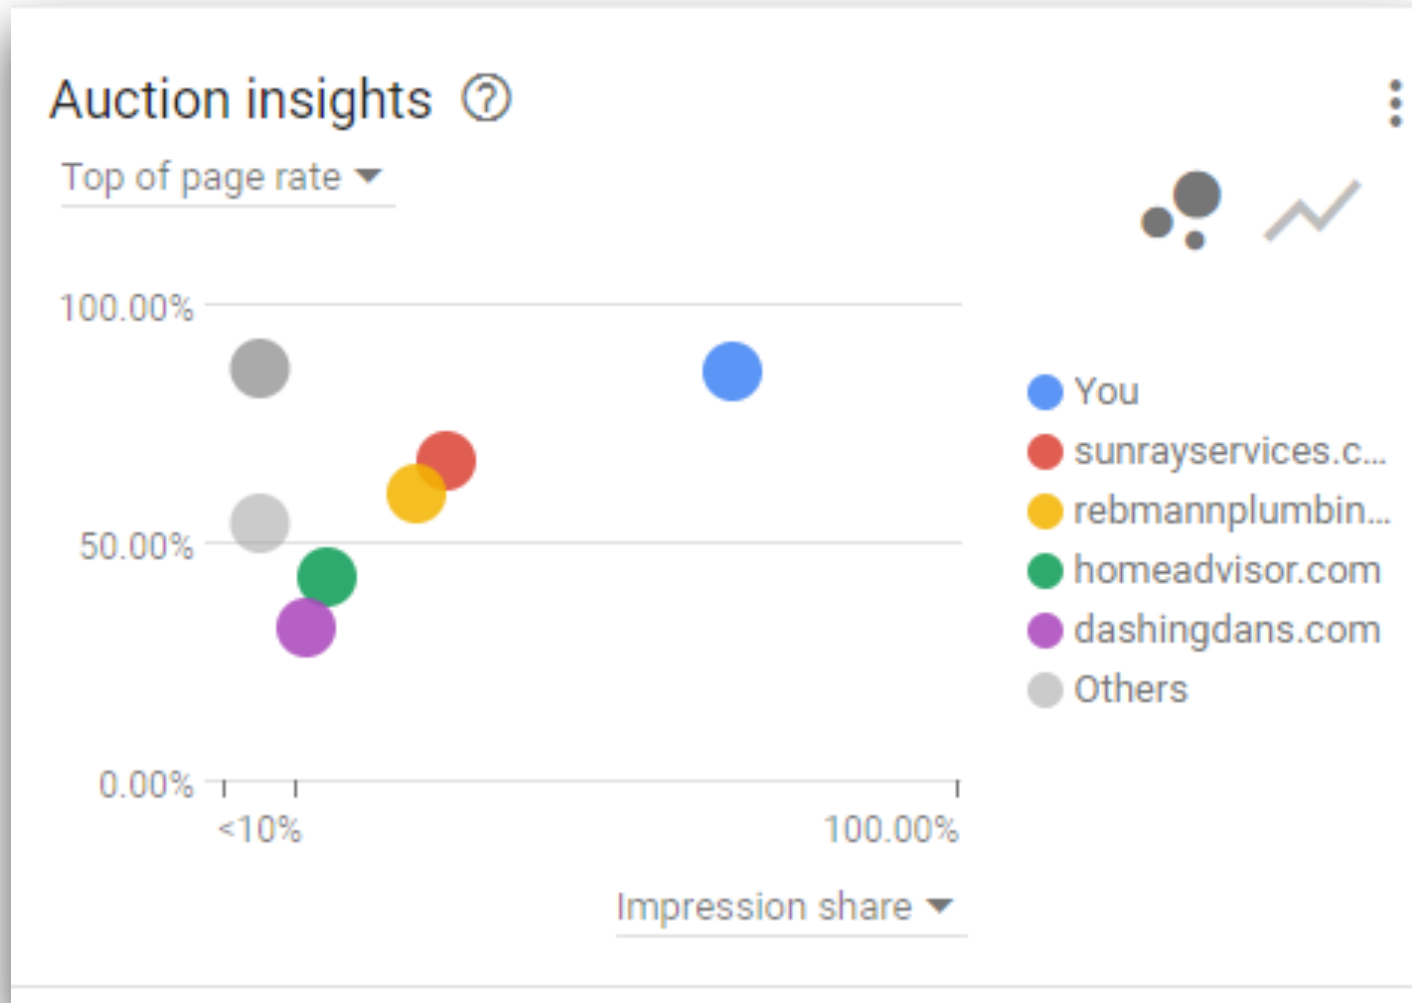 Auction insights ?
Top of page rate
100.00%
50.00%
0.00%
<10%
100.00%
Impression share
You
sunrayservices.c...
rebmannplumbin...
homeadvisor.com
dashingdans.com
Others